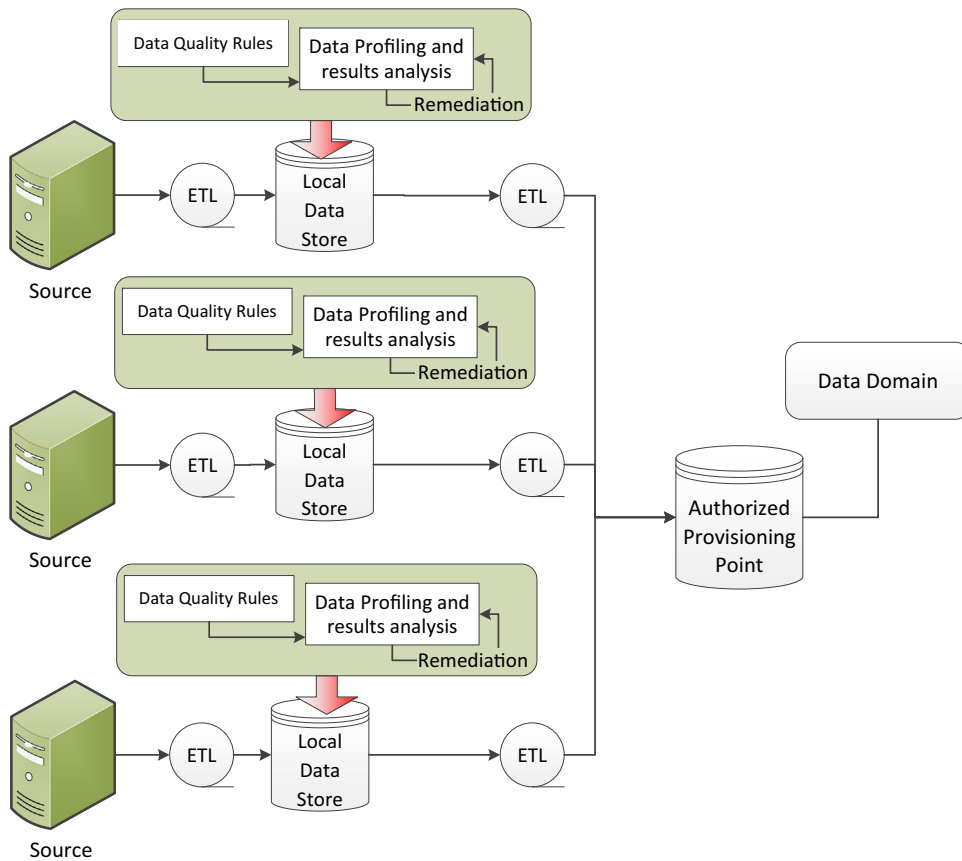 Data Quality Rules
Data Profiling and
results analysis
Remediation
Source
ETL
Local
Data
Store
ETL
Data Quality Rules
Data Profiling and
results analysis
Remediation
Source
ETL
Local
Data
Store
ETL
Data Quality Rules
Data Profiling and
results analysis
Remediation
Source
ETL
Local
Data
Store
ETL
Authorized
Provisioning
Point
Data Domain